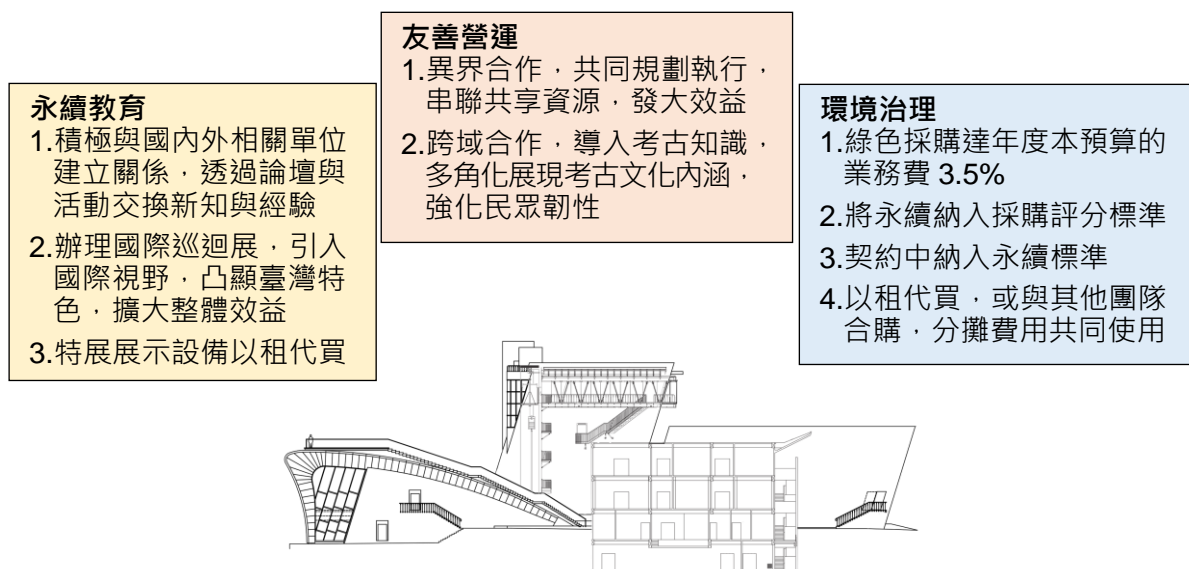 永續教育
1.積極與國內外相關單位
建立關係，透過論壇與
活動交換新知與經驗
2.辦理國際巡迴展，引入
國際視野，凸顯臺灣特
色，擴大整體效益
3.特展展示設備以租代買
友善營運
1.異界合作，共同規劃執行，
串聯共享資源，發大效益
2.跨域合作，導入考古知識，
多角化展現考古文化內涵，
強化民眾韌性
環境治理
1.綠色採購達年度本預算的
業務費 3.5%
2.將永續納入採購評分標準
3.契約中納入永續標準
4.以租代買，或與其他團隊
合購，分攤費用共同使用